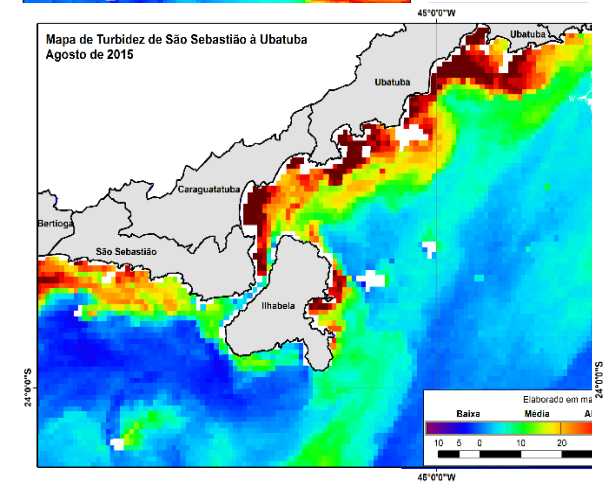 45°0'0"W
Mapa de Turbidez de São Sebastião à Ubatuba
Agosto de 2015
Ubatuba
Ubatuba
W
Caraguatatuba
Bertioga
São Sebastião
Ilhabela
24°0'0"S
24°0'0"S
Elaborado em ma
Baixa Média Al
10 5 0 10 20
45°0'0"W